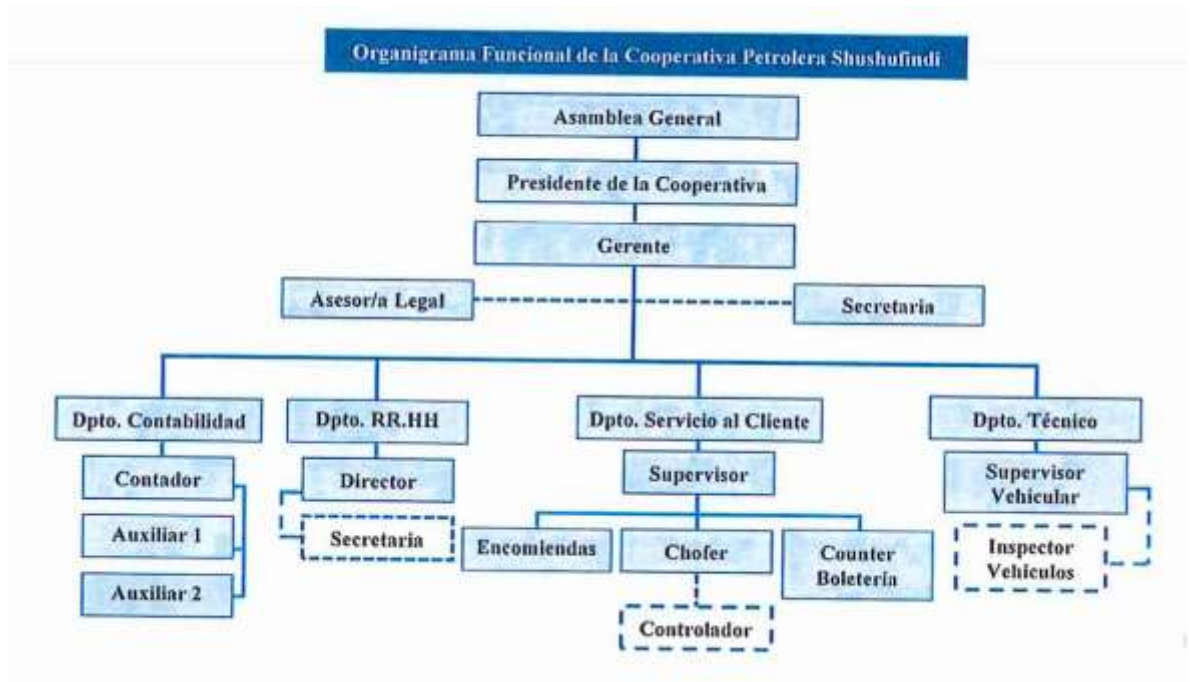 Organigrama Funcional de la Cooperativa Petrolera Shushufindi
Asamblea General
Presidente de la Cooperativa
Gerente
Asesor/a Legal
Secretaria
Dpto. Contabilidad
Dpto. RR.HH
Dpto. Servicio al Cliente
Dpto. Técnico
Contador
Director
Supervisor
Supervisor
Vehicular
Auxiliar 1
Secretaria
Encomiendas
Chofer
Counter
Boletería
Inspector
Vehículos
Auxiliar 2
Controlador